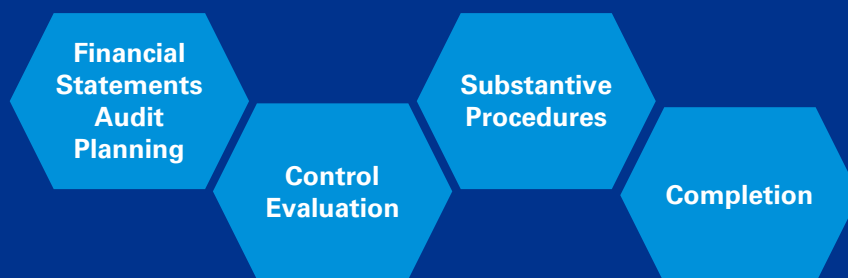 Financial
Statements
Audit
Planning
Control
Evaluation
Substantive
Procedures
Completion